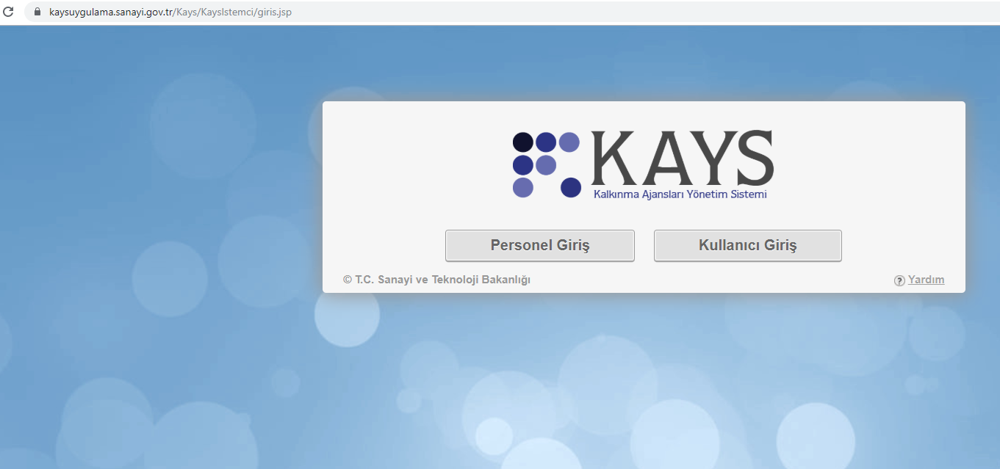 kaysuygulama.sanayi.gov.tr/Kays/KaysIstemci/giris.jsp
KAYS
Kalkınma Ajansları Yönetim Sistemi
Personel Giriş
Kullanıcı Giriş
© T.C. Sanayi ve Teknoloji Bakanlığı
? Yardım